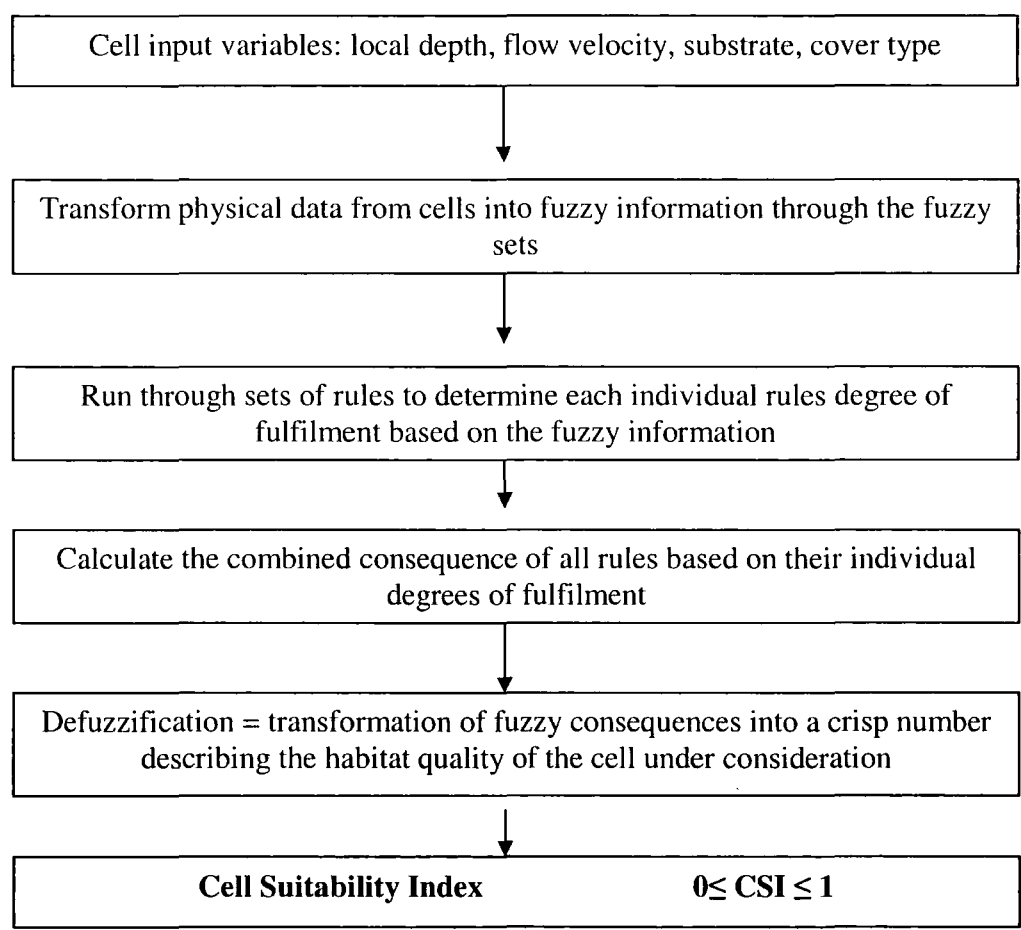 Cell input variables: local depth, flow velocity, substrate, cover type
Transform physical data from cells into fuzzy information through the fuzzy
sets
Run through sets of rules to determine each individual rules degree of
fulfilment based on the fuzzy information
Calculate the combined consequence of all rules based on their individual
degrees of fulfilment
Defuzzification = transformation of fuzzy consequences into a crisp number
describing the habitat quality of the cell under consideration
Cell Suitability Index 0≤ CSI ≤ 1